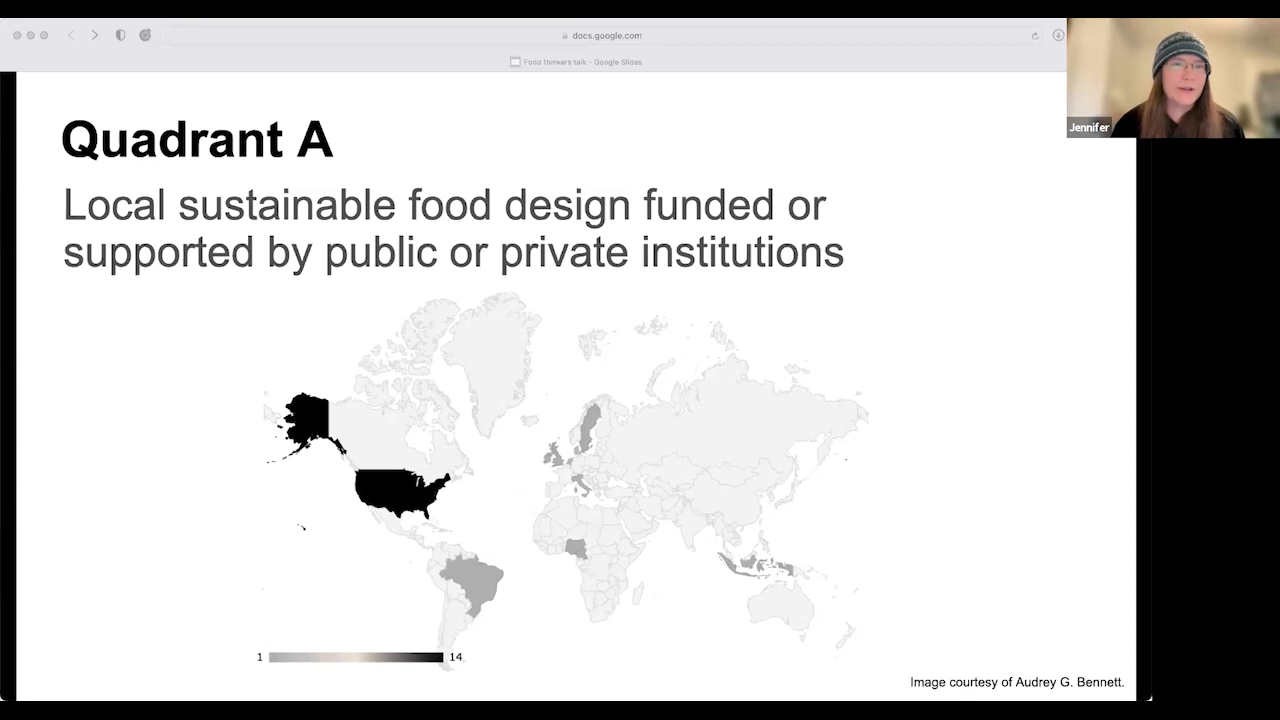 docs.google.com
Food thinkers talk - Google Slides
Jennifer
Quadrant A
Local sustainable food design funded or
supported by public or private institutions
1
14
Image courtesy of Audrey G. Bennett.